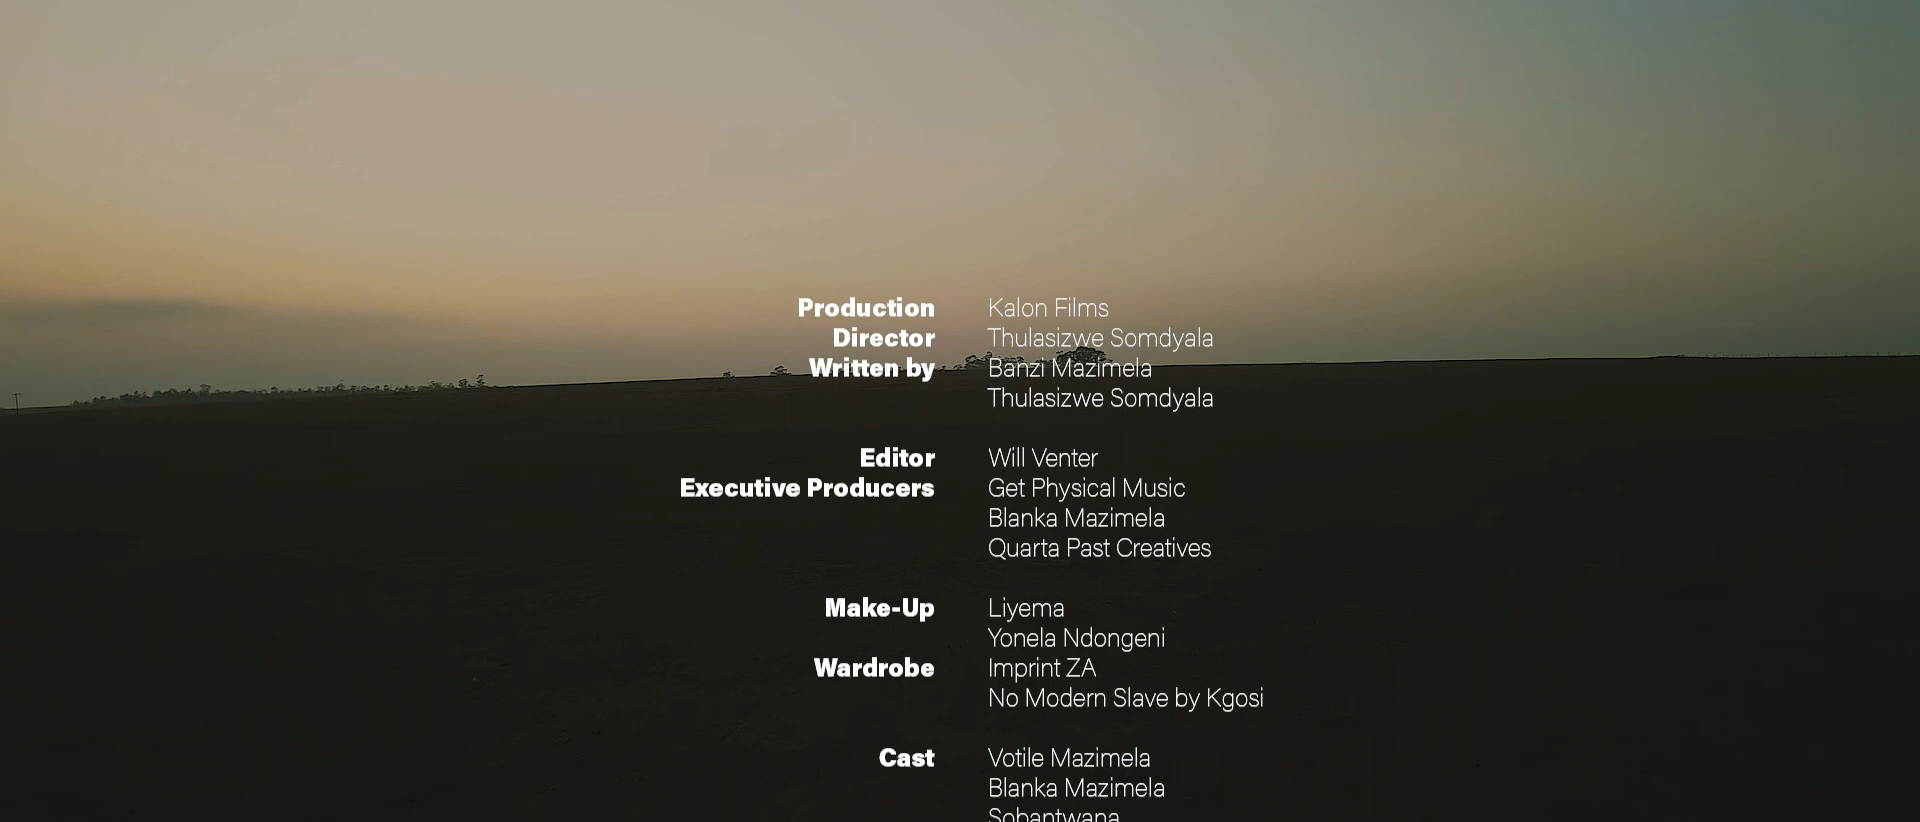 Production Kalon Films
Director Thulasizwe Somdyala
Written by Banzi Mazimela
Thulasizwe Somdyala
Editor Will Venter
Executive Producers Get Physical Music
Blanka Mazimela
Quarta Past Creatives
Make-Up Liyema
Yonela Ndongeni
Wardrobe Imprint ZA
No Modern Slave by Kgosi
Cast Votile Mazimela
Blanka Mazimela
Sobantwana